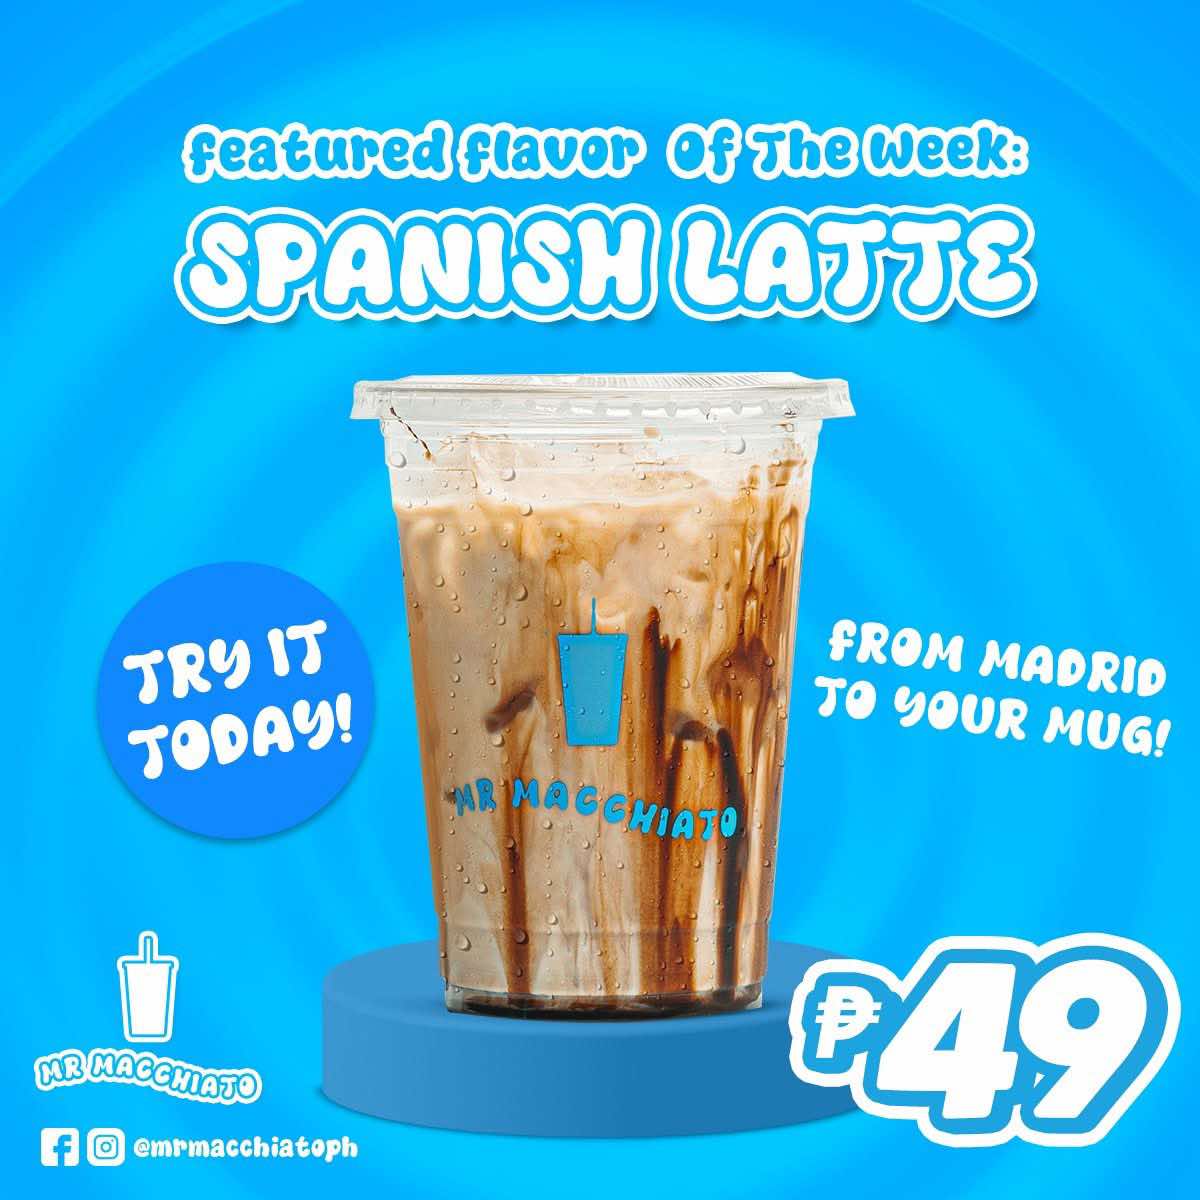 featured flavor Of The Week:
SPANISH LATTE
TRY IT
TODAY!
FROM MADRID
TO YOUR MUG!
MR MACCHIATO
₱49
MR MACCHIATO
@mrmacchiatoph